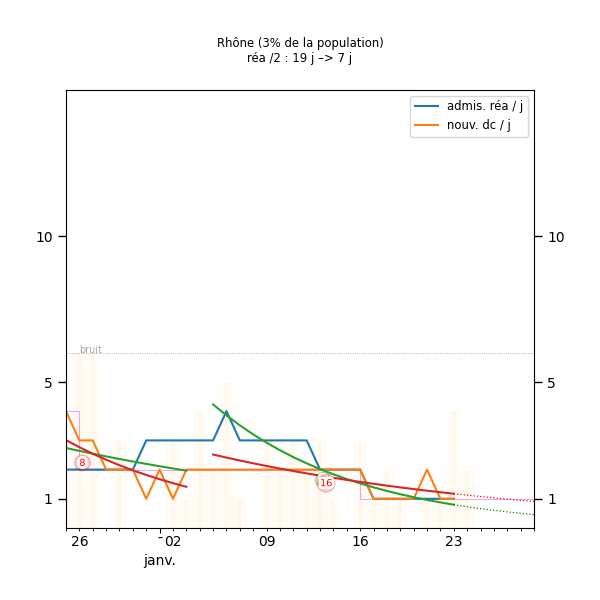 Rhône (3% de la population)
réa /2 : 19 j –> 7 j
admis. réa / j
nouv. dc / j
10
10
bruit
5
5
8
16
1
1
26
02
09
16
23
janv.